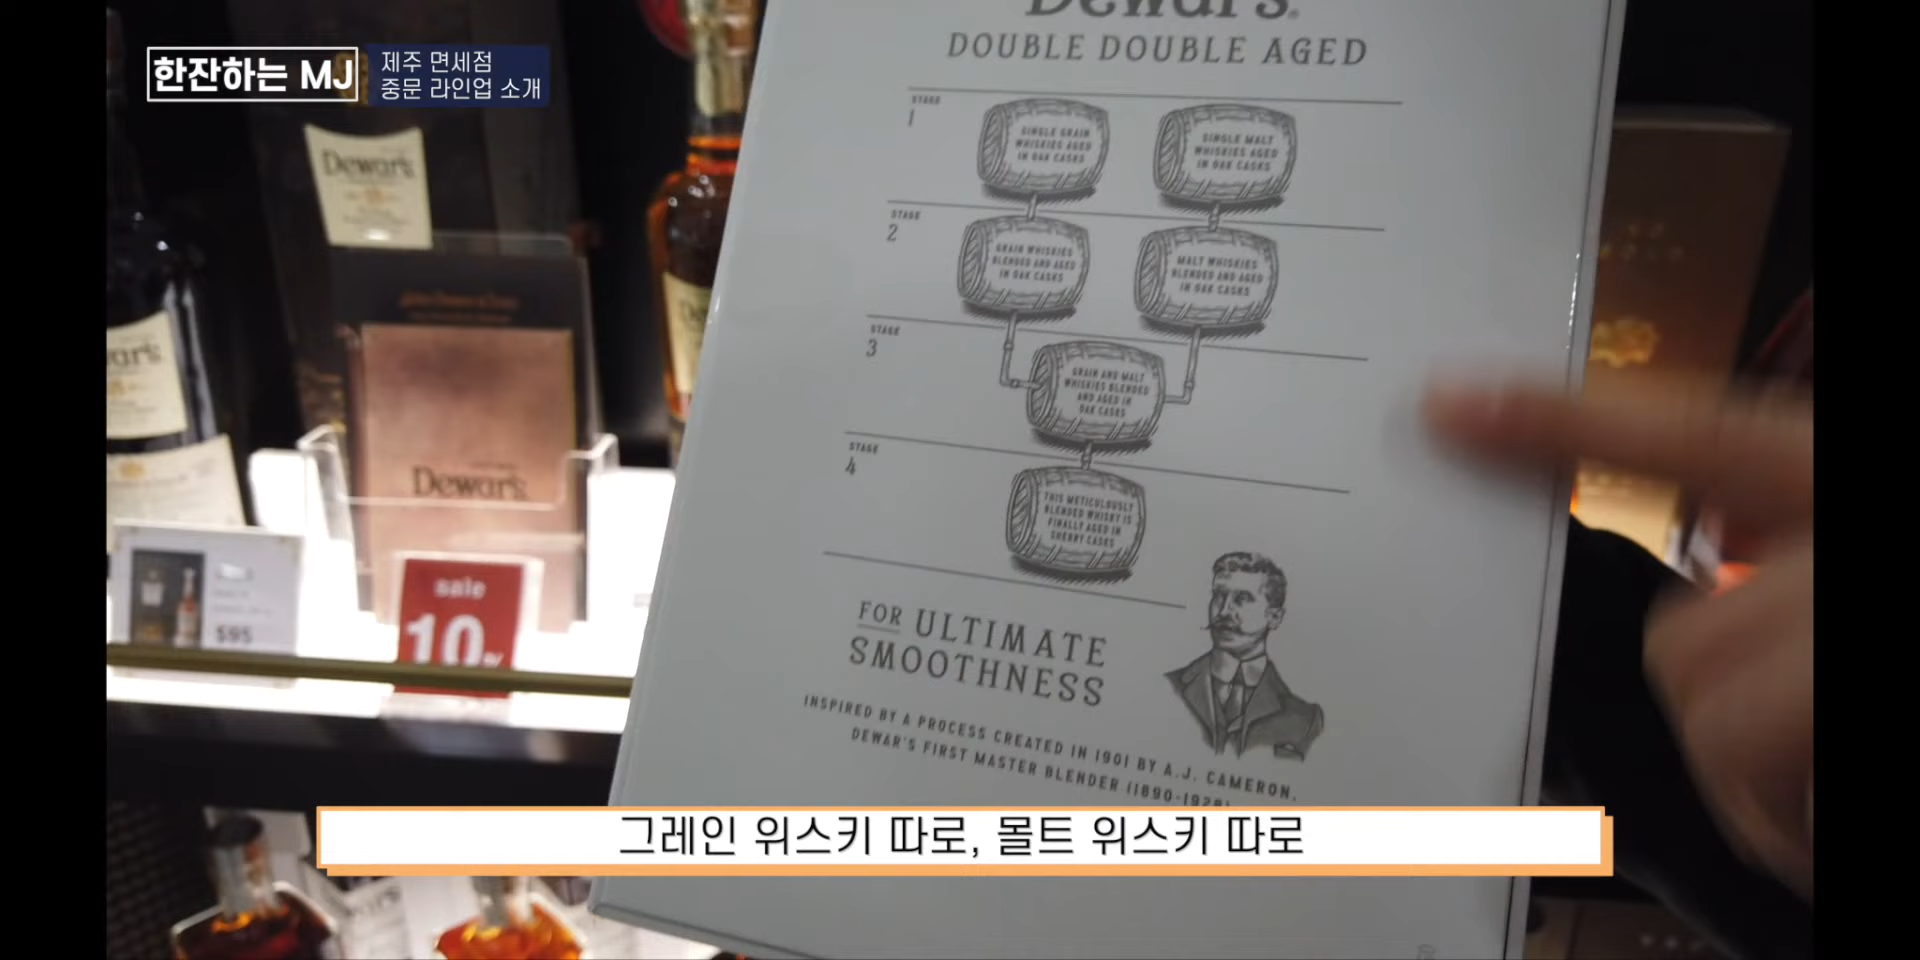 한잔하는 MJ
제주 면세점
중문 라인업 소개
Dewar's
DOUBLE DOUBLE AGED
STAGE
1
SINGLE GRAIN
WHISKIES AGED
IN OAK CASKS
SINGLE MALT
WHISKIES AGED
IN OAK CASKS
STAGE
2
GRAIN WHISKIES
BLENDED AND AGED
IN OAK CASKS
MALT WHISKIES
BLENDED AND AGED
IN OAK CASKS
STAGE
3
GRAIN AND MALT
WHISKIES BLENDED
AND AGED IN
OAK CASKS
STAGE
4
THIS METICULOUSLY
BLENDED WHISKY IS
FINALLY AGED IN
SHERRY CASKS
FOR ULTIMATE
SMOOTHNESS
INSPIRED BY A PROCESS CREATED IN 1901 BY A.J. CAMERON,
DEWAR'S FIRST MASTER BLENDER (1890-1928)
Dewar's
Dewar's
sale
10%
$95
그레인 위스키 따로, 몰트 위스키 따로